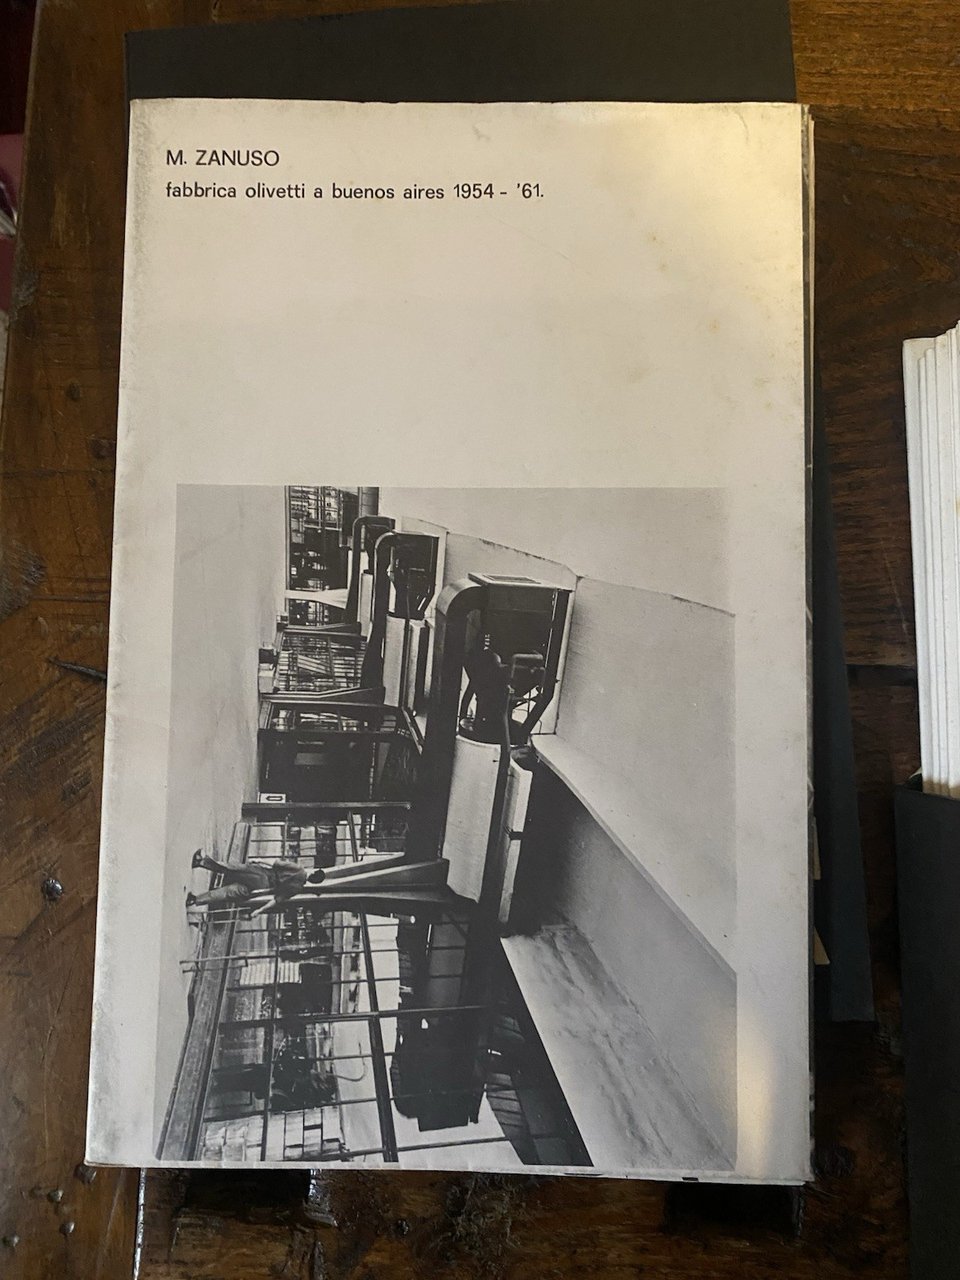 M. ZANUSO
fabbrica olivetti a buenos aires 1954 - '61.